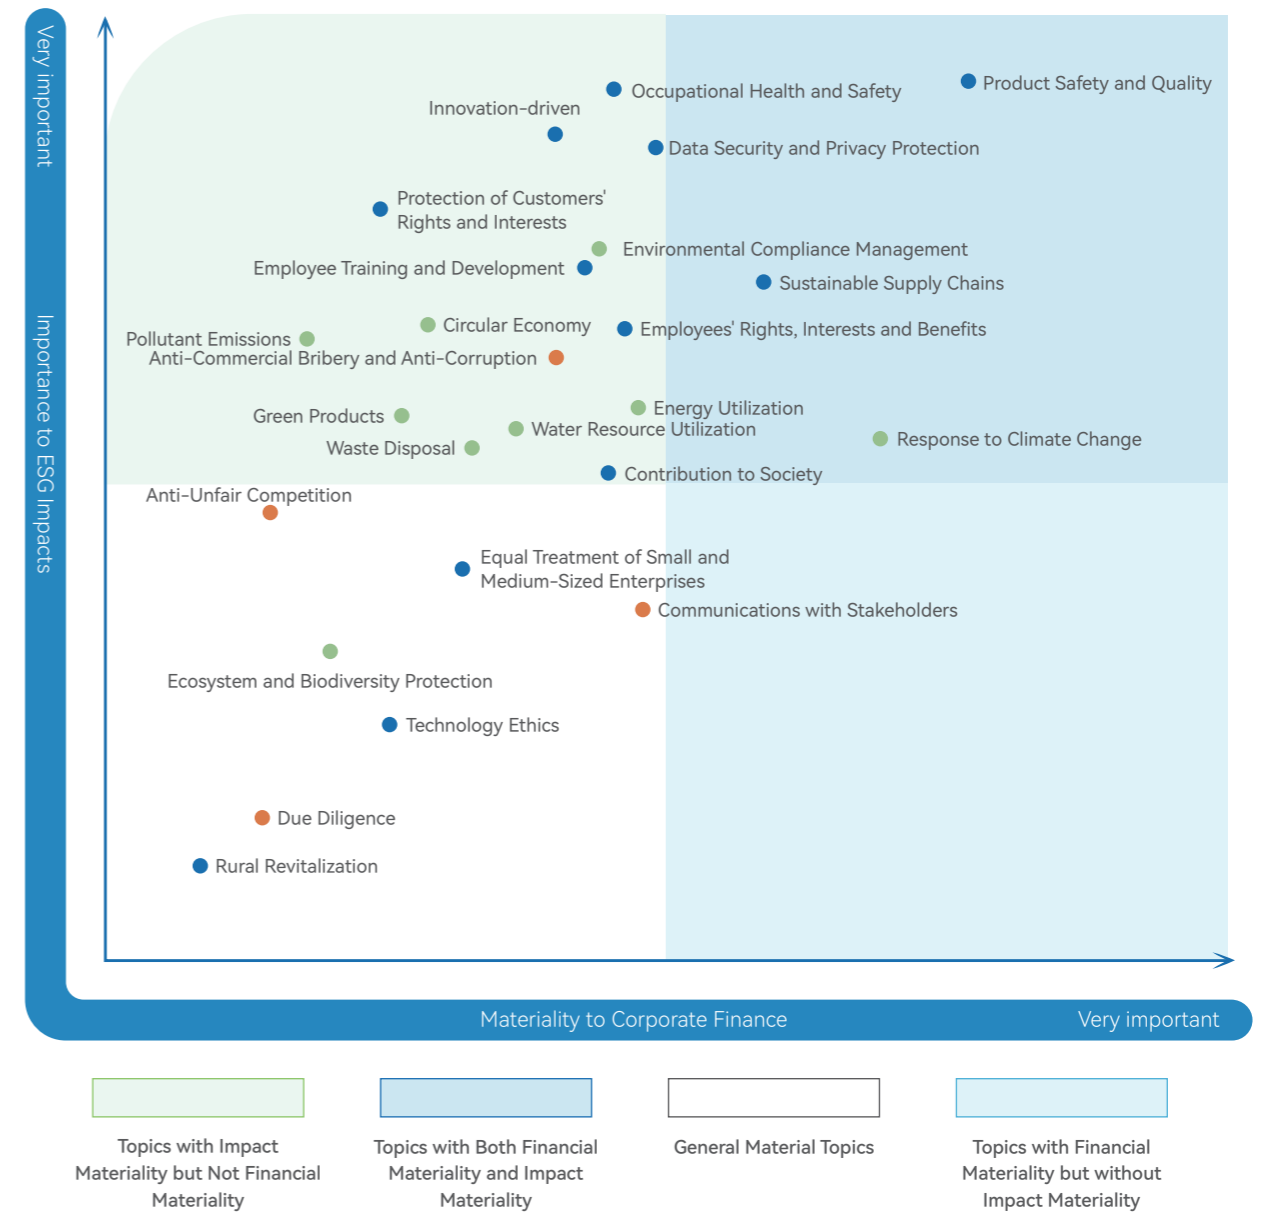 Very important
Importance to ESG Impacts
Occupational Health and Safety
Product Safety and Quality
Innovation-driven
Data Security and Privacy Protection
Protection of Customers'
Rights and Interests
Environmental Compliance Management
Employee Training and Development
Sustainable Supply Chains
Circular Economy
Employees' Rights, Interests and Benefits
Pollutant Emissions
Anti-Commercial Bribery and Anti-Corruption
Energy Utilization
Green Products
Water Resource Utilization
Response to Climate Change
Waste Disposal
Contribution to Society
Anti-Unfair Competition
Equal Treatment of Small and
Medium-Sized Enterprises
Communications with Stakeholders
Ecosystem and Biodiversity Protection
Technology Ethics
Due Diligence
Rural Revitalization
Materiality to Corporate Finance
Very important
Topics with Impact
Materiality but Not Financial
Materiality
Topics with Both Financial
Materiality and Impact
Materiality
General Material Topics
Topics with Financial
Materiality but without
Impact Materiality